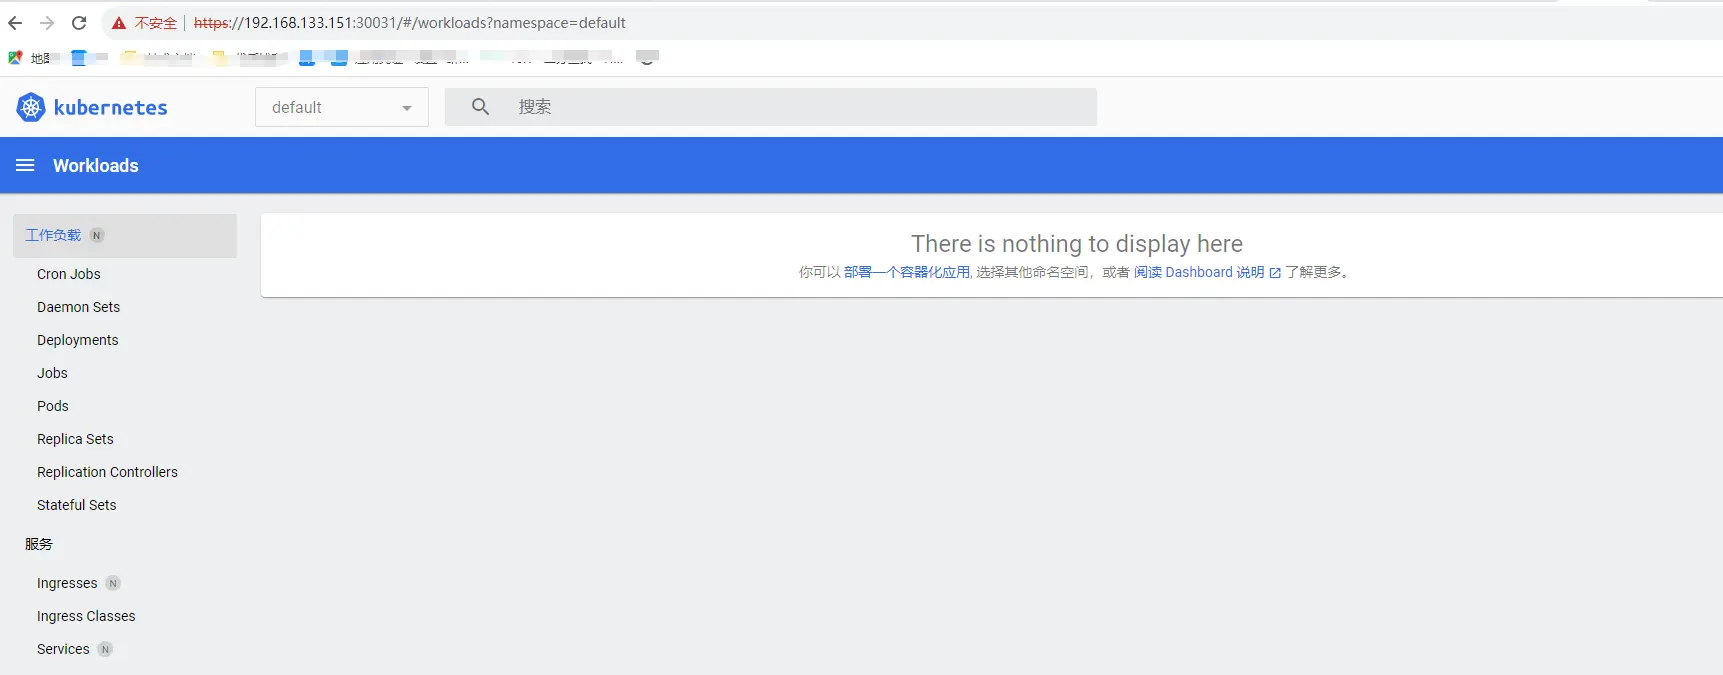 不安全 https://192.168.133.151:30031/#/workloads?namespace=default
kubernetes default 搜索
Workloads
工作负载 N
There is nothing to display here
你可以 部署一个容器化应用, 选择其他命名空间，或者 阅读 Dashboard 说明 了解更多。
Cron Jobs
Daemon Sets
Deployments
Jobs
Pods
Replica Sets
Replication Controllers
Stateful Sets
服务
Ingresses N
Ingress Classes
Services N